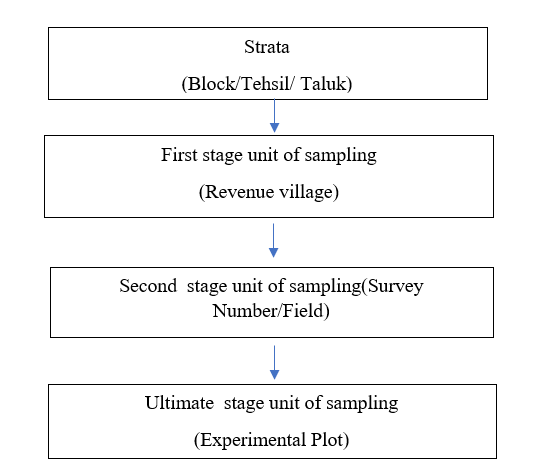 Strata
(Block/Tehsil/ Taluk)
First stage unit of sampling
(Revenue village)
Second  stage unit of sampling(Survey
Number/Field)
Ultimate  stage unit of sampling
(Experimental Plot)